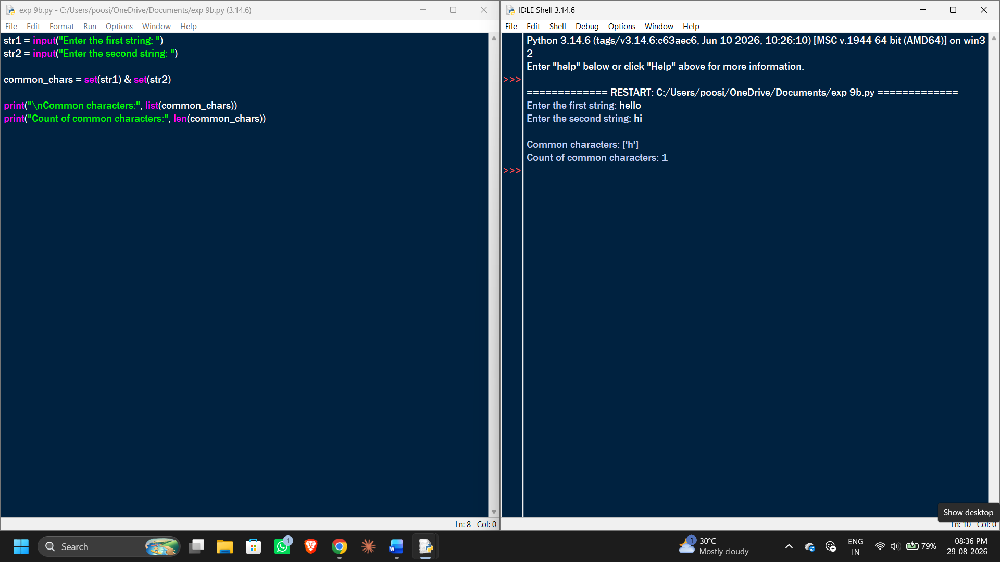 exp 9b.py - C:/Users/poosi/OneDrive/Documents/exp 9b.py (3.14.6)
File Edit Format Run Options Window Help
str1 = input("Enter the first string: ")
str2 = input("Enter the second string: ")
common_chars = set(str1) & set(str2)
print("\nCommon characters:", list(common_chars))
print("Count of common characters:", len(common_chars))
Ln: 8 Col: 0
IDLE Shell 3.14.6
File Edit Shell Debug Options Window Help
Python 3.14.6 (tags/v3.14.6:c63aec6, Jun 10 2026, 10:26:10) [MSC v.1944 64 bit (AMD64)] on win3
2
Enter "help" below or click "Help" above for more information.
>>>
============= RESTART: C:/Users/poosi/OneDrive/Documents/exp 9b.py =============
Enter the first string: hello
Enter the second string: hi
Common characters: ['h']
Count of common characters: 1
>>>
Show desktop
Ln: 10 Col: 0
Search
1
W
1
30°C
Mostly cloudy
ENG
IN
79%
08:36 PM
29-08-2026